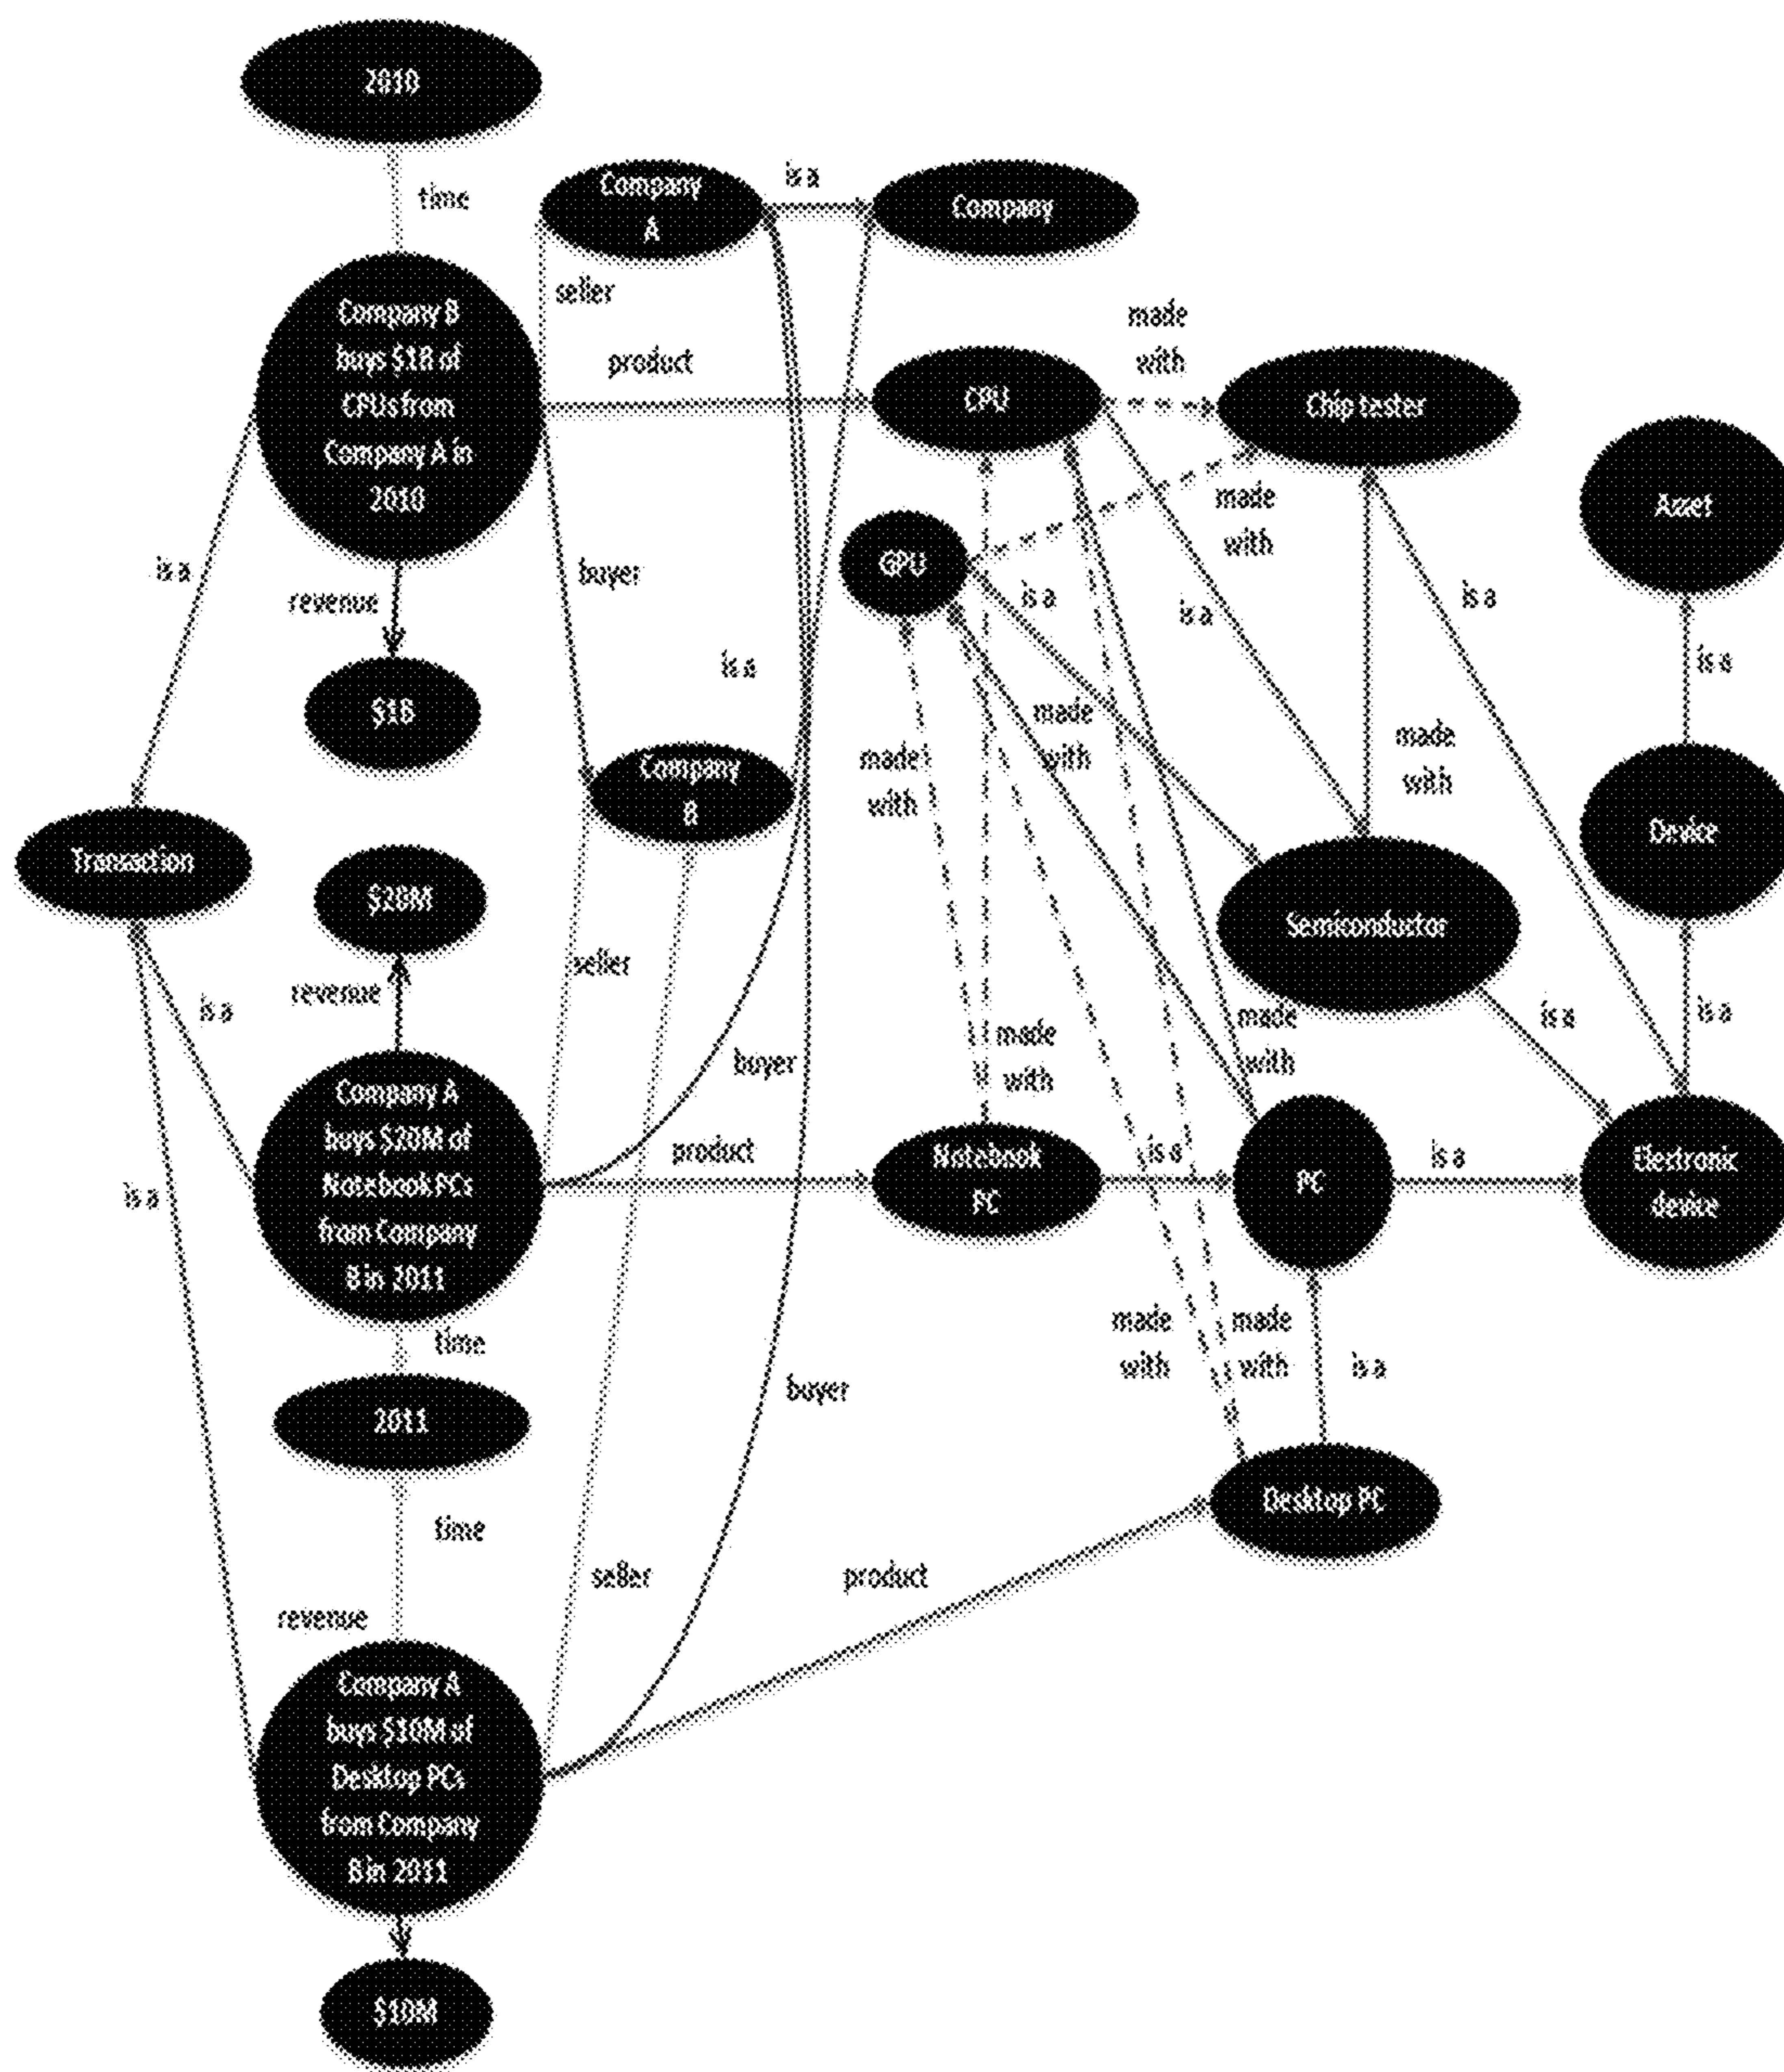 2010
time
Company
A
is a
Company
seller
Company B
buys $1B of
CPUs from
Company A in
2010
product
CPU
made
with
Chip tester
made
with
Asset
GPU
is a
buyer
is a
is a
is a
revenue
is a
is a
$1B
made
with
made
with
made
with
Company
B
Device
Transaction
$20M
Semiconductor
seller
revenue
is a
made
with
made
with
is a
is a
buyer
Company A
buys $20M of
Notebook PCs
from Company
B in 2011
product
Notebook
PC
is a
PC
is a
Electronic
device
is a
time
made
with
made
with
is a
2011
buyer
time
Desktop PC
seller
product
revenue
Company A
buys $10M of
Desktop PCs
from Company
B in 2011
$10M